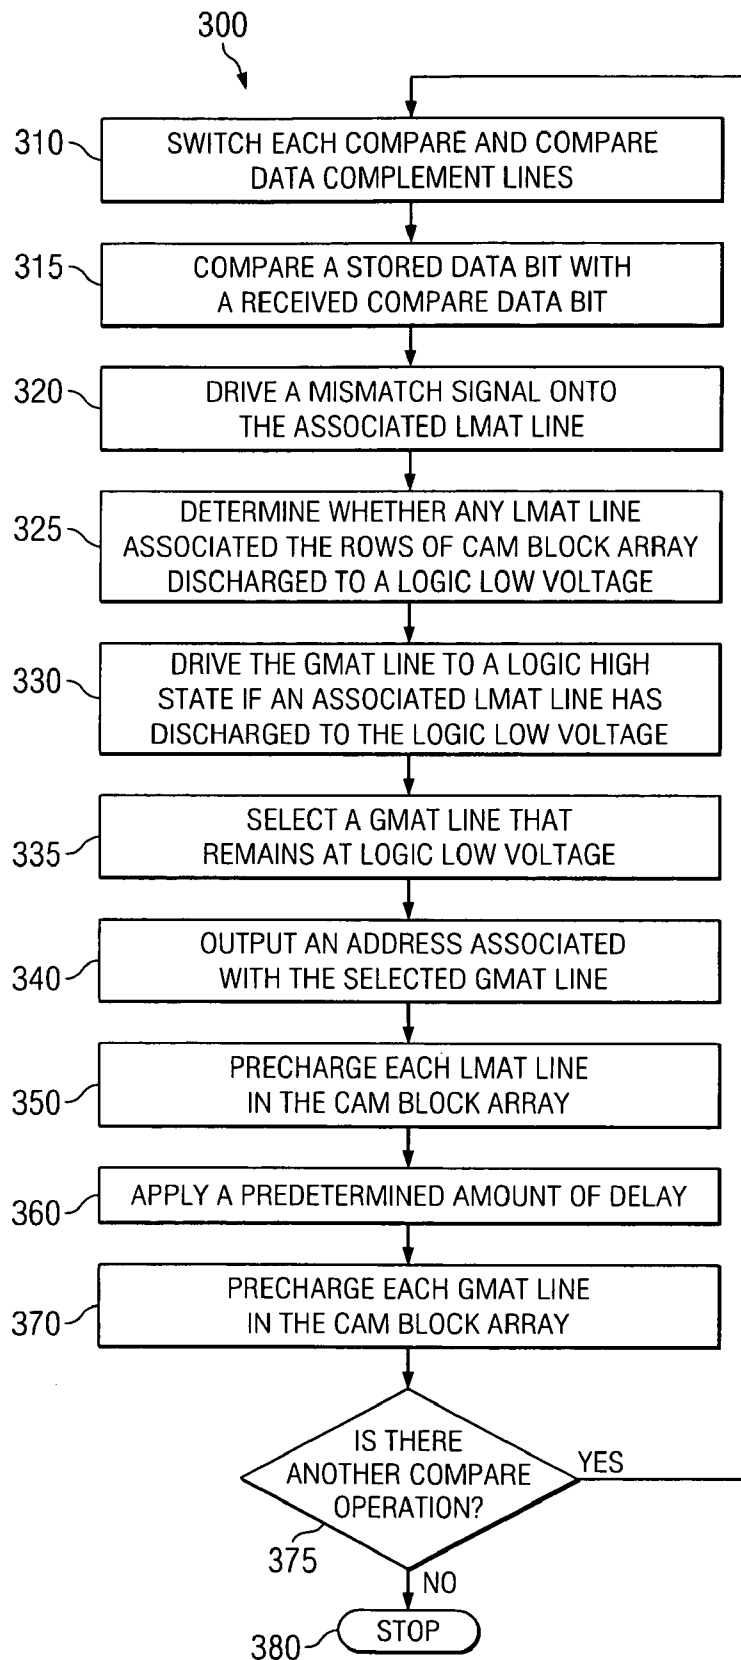 300
310
SWITCH EACH COMPARE AND COMPARE
DATA COMPLEMENT LINES
315
COMPARE A STORED DATA BIT WITH
A RECEIVED COMPARE DATA BIT
320
DRIVE A MISMATCH SIGNAL ONTO
THE ASSOCIATED LMAT LINE
325
DETERMINE WHETHER ANY LMAT LINE
ASSOCIATED THE ROWS OF CAM BLOCK ARRAY
DISCHARGED TO A LOGIC LOW VOLTAGE
330
DRIVE THE GMAT LINE TO A LOGIC HIGH
STATE IF AN ASSOCIATED LMAT LINE HAS
DISCHARGED TO THE LOGIC LOW VOLTAGE
335
SELECT A GMAT LINE THAT
REMAINS AT LOGIC LOW VOLTAGE
340
OUTPUT AN ADDRESS ASSOCIATED
WITH THE SELECTED GMAT LINE
350
PRECHARGE EACH LMAT LINE
IN THE CAM BLOCK ARRAY
360
APPLY A PREDETERMINED AMOUNT OF DELAY
370
PRECHARGE EACH GMAT LINE
IN THE CAM BLOCK ARRAY
IS THERE
ANOTHER COMPARE
OPERATION?
YES
375
NO
STOP
380